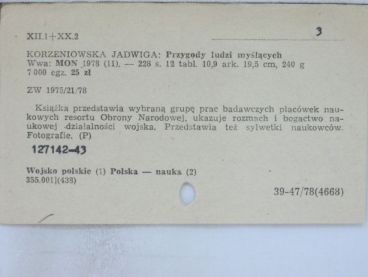 XII.1+XX.2
3
KORZENIOWSKA JADWIGA: Przygody ludzi myślących
Wwa: MON 1978 (11). — 228 s. 12 tabl. 10,9 ark. 19,5 cm, 240 g
7 000 egz. 25 zł
ZW 1975/21/78
Książka przedstawia wybraną grupę prac badawczych placówek nau-
kowych resortu Obrony Narodowej, ukazuje rozmach i bogactwo na-
ukowej działalności wojska. Przedstawia też sylwetki naukowców.
Fotografie. (P)
127142-43
Wojsko polskie (1) Polska — nauka (2)
355.001](438)
39-47/78(4668)